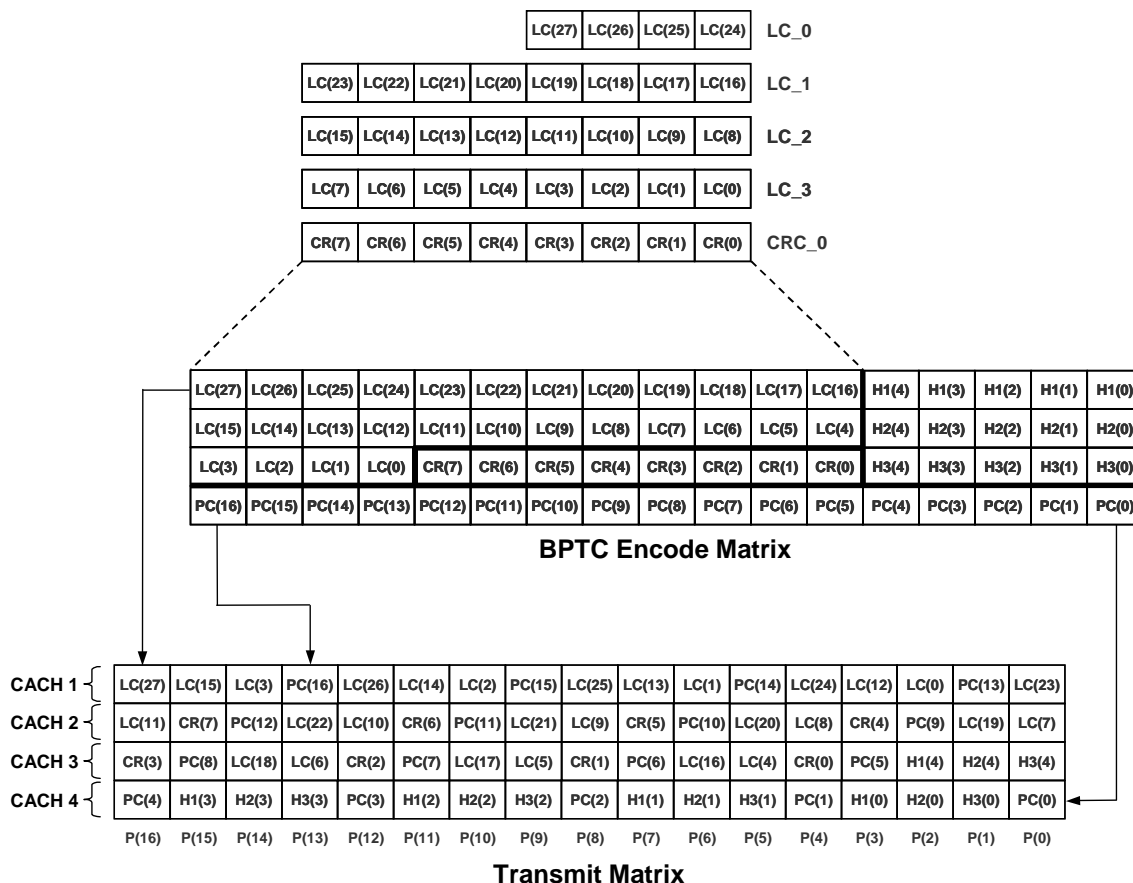 LC(27) LC(26) LC(25) LC(24) LC_0
LC(23) LC(22) LC(21) LC(20) LC(19) LC(18) LC(17) LC(16) LC_1
LC(15) LC(14) LC(13) LC(12) LC(11) LC(10) LC(9) LC(8) LC_2
LC(7) LC(6) LC(5) LC(4) LC(3) LC(2) LC(1) LC(0) LC_3
CR(7) CR(6) CR(5) CR(4) CR(3) CR(2) CR(1) CR(0) CRC_0
LC(27) LC(26) LC(25) LC(24) LC(23) LC(22) LC(21) LC(20) LC(19) LC(18) LC(17) LC(16) H1(4) H1(3) H1(2) H1(1) H1(0)
LC(15) LC(14) LC(13) LC(12) LC(11) LC(10) LC(9) LC(8) LC(7) LC(6) LC(5) LC(4) H2(4) H2(3) H2(2) H2(1) H2(0)
LC(3) LC(2) LC(1) LC(0) CR(7) CR(6) CR(5) CR(4) CR(3) CR(2) CR(1) CR(0) H3(4) H3(3) H3(2) H3(1) H3(0)
PC(16) PC(15) PC(14) PC(13) PC(12) PC(11) PC(10) PC(9) PC(8) PC(7) PC(6) PC(5) PC(4) PC(3) PC(2) PC(1) PC(0)
BPTC Encode Matrix
CACH 1 LC(27) LC(15) LC(3) PC(16) LC(26) LC(14) LC(2) PC(15) LC(25) LC(13) LC(1) PC(14) LC(24) LC(12) LC(0) PC(13) LC(23)
CACH 2 LC(11) CR(7) PC(12) LC(22) LC(10) CR(6) PC(11) LC(21) LC(9) CR(5) PC(10) LC(20) LC(8) CR(4) PC(9) LC(19) LC(7)
CACH 3 CR(3) PC(8) LC(18) LC(6) CR(2) PC(7) LC(17) LC(5) CR(1) PC(6) LC(16) LC(4) CR(0) PC(5) H1(4) H2(4) H3(4)
CACH 4 PC(4) H1(3) H2(3) H3(3) PC(3) H1(2) H2(2) H3(2) PC(2) H1(1) H2(1) H3(1) PC(1) H1(0) H2(0) H3(0) PC(0)
P(16) P(15) P(14) P(13) P(12) P(11) P(10) P(9) P(8) P(7) P(6) P(5) P(4) P(3) P(2) P(1) P(0)
Transmit Matrix